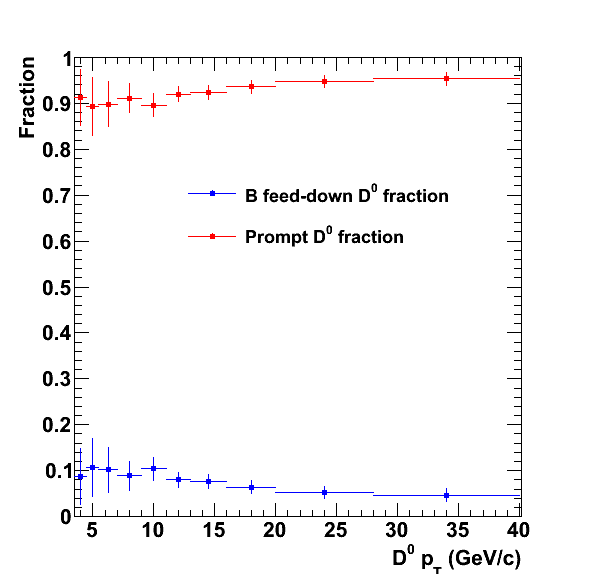 Fraction
1
0.9
0.8
0.7
0.6
0.5
0.4
0.3
0.2
0.1
0
B feed-down D⁰ fraction
Prompt D⁰ fraction
5 10 15 20 25 30 35 40
D⁰ p_T (GeV/c)